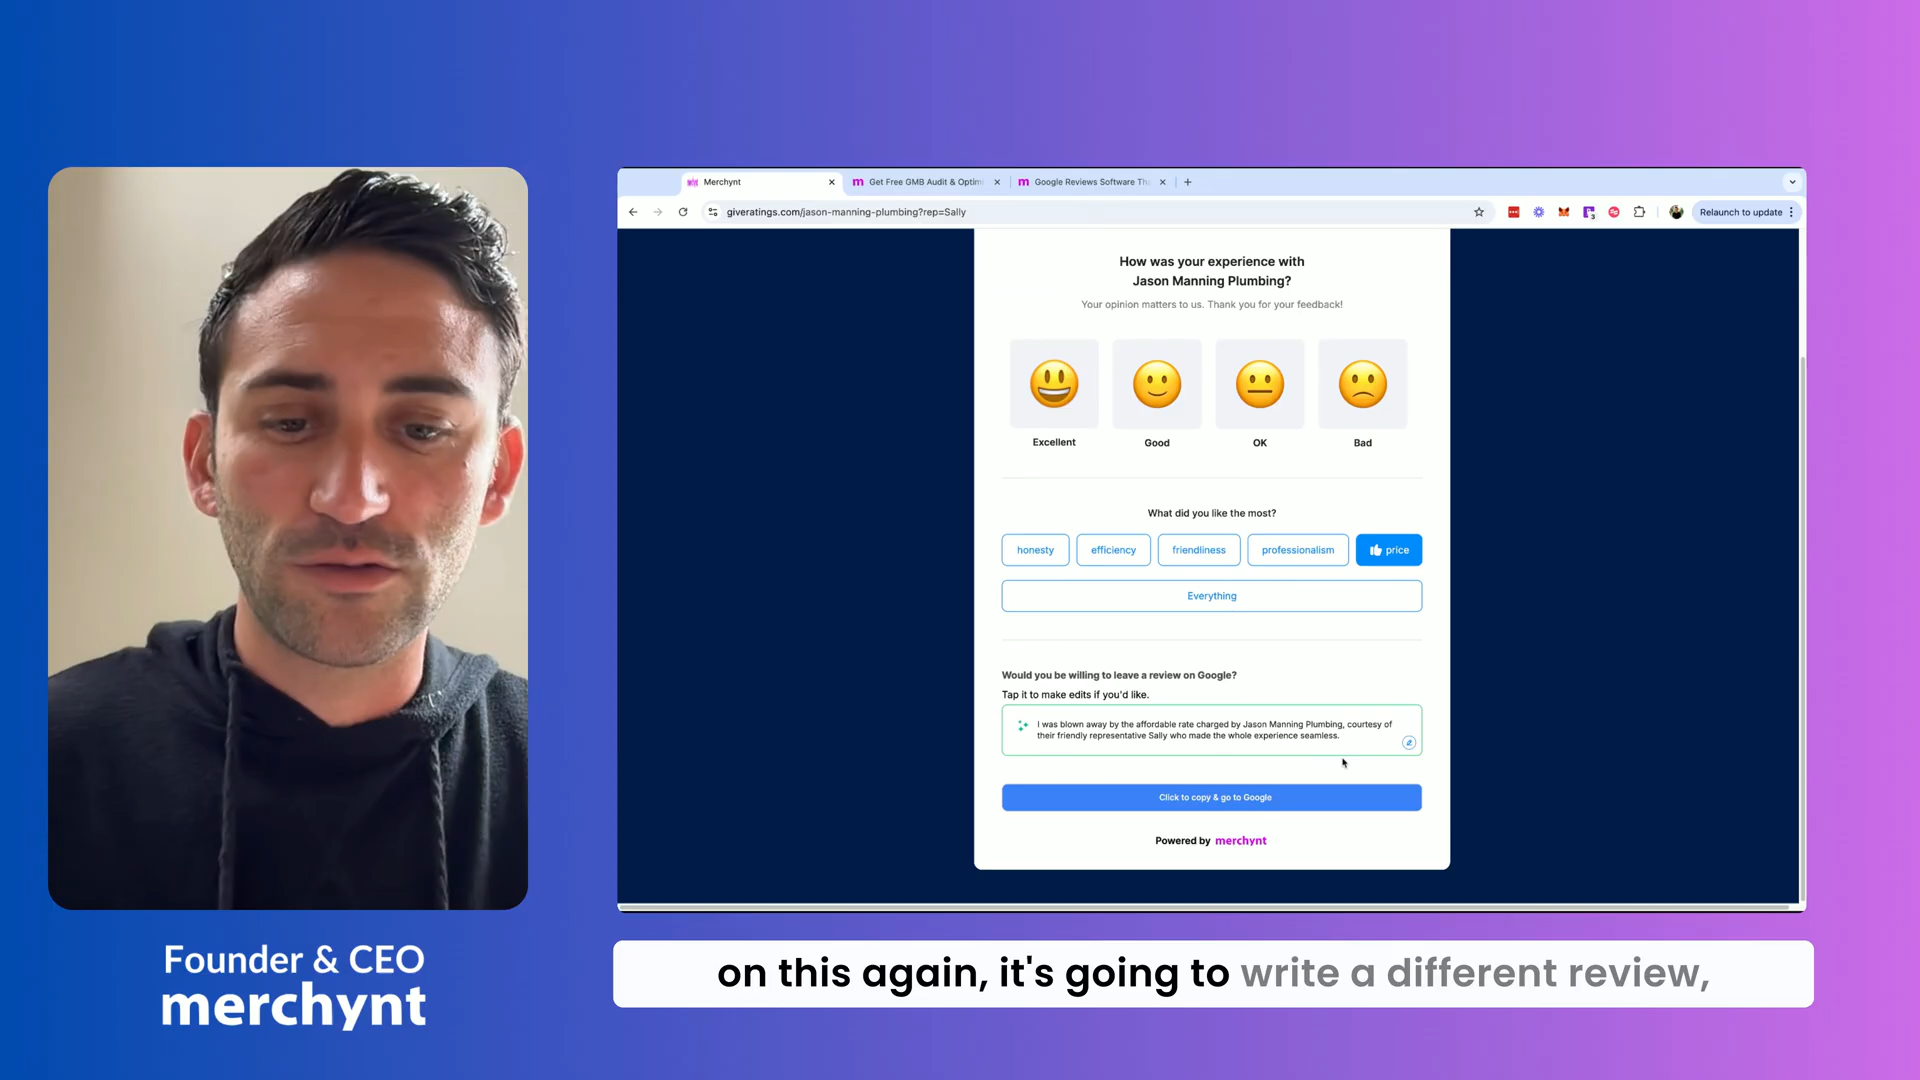 Merchynt
Get Free GMB Audit & Optim
Google Reviews Software Tha
giveratings.com/jason-manning-plumbing?rep=Sally
Relaunch to update
How was your experience with
Jason Manning Plumbing?
Your opinion matters to us. Thank you for your feedback!
Excellent
Good
OK
Bad
What did you like the most?
honesty
efficiency
friendliness
professionalism
price
Everything
Would you be willing to leave a review on Google?
Tap it to make edits if you'd like.
I was blown away by the affordable rate charged by Jason Manning Plumbing, courtesy of
their friendly representative Sally who made the whole experience seamless.
Click to copy & go to Google
Powered by merchynt
Founder & CEO
merchynt
on this again, it's going to write a different review,